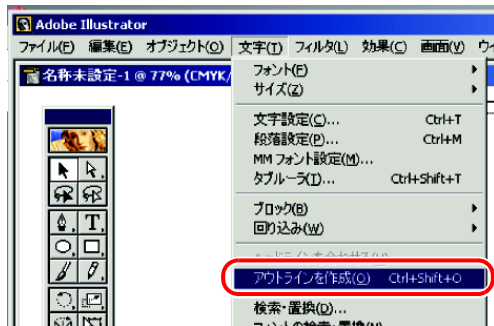 Adobe Illustrator
ファイル(F) 編集(E) オブジェクト(O) 文字(T) フィルタ(L) 効果(C) 画面(V)
名称未設定-1 @ 77% (CMYK/
フォント(F)
サイズ(Z)
文字設定(C)... Ctrl+T
段落設定(P)... Ctrl+M
MM フォント設定(M)...
タブルーラ(I)... Ctrl+Shift+T
ブロック(B)
回り込み(W)
アウトラインを作成(O) Ctrl+Shift+O
検索・置換(D)...
T